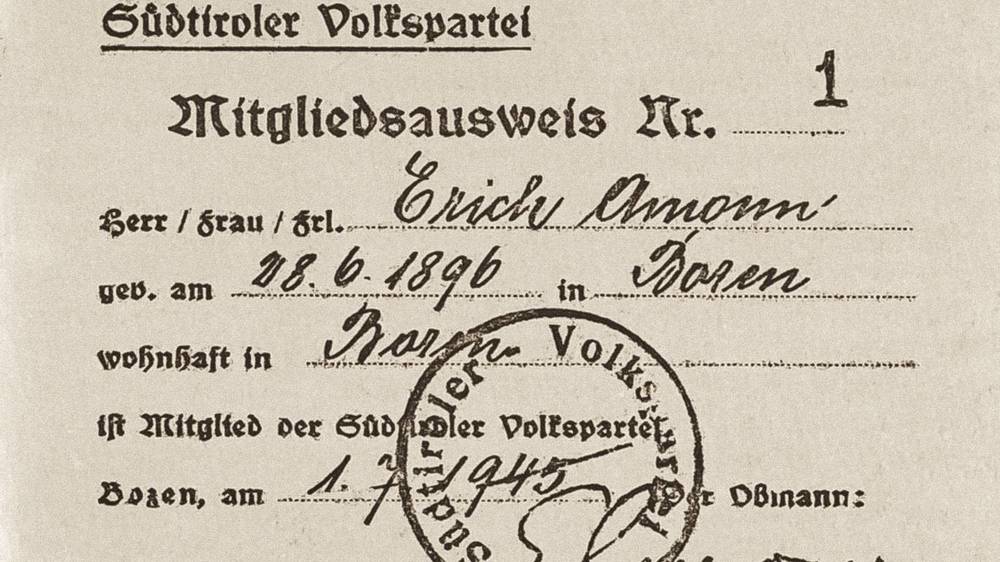 Südtiroler Volkspartei
Mitgliedsausweis Nr. 1
Herr / Frau / Frl. Erich Amonn
geb. am 28. 6. 1896 in Bozen
wohnhaft in Bozen
ist Mitglied der Südtiroler Volkspartei
Bozen, am 1. 7. 1945 Der Obmann:
Südtiroler Volkspartei